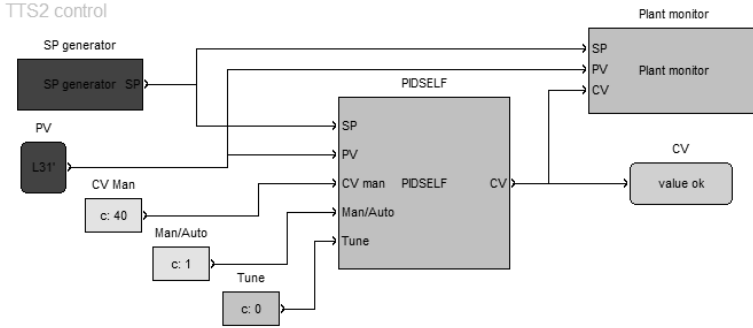 TTS2 control
Plant monitor
SP generator
SP
SP generator SP
PV Plant monitor
PIDSELF
CV
PV
SP
CV
L31'
PV
value ok
CV Man
CV man PIDSELF CV
c: 40
Man/Auto
Man/Auto
Tune
c: 1
Tune
c: 0